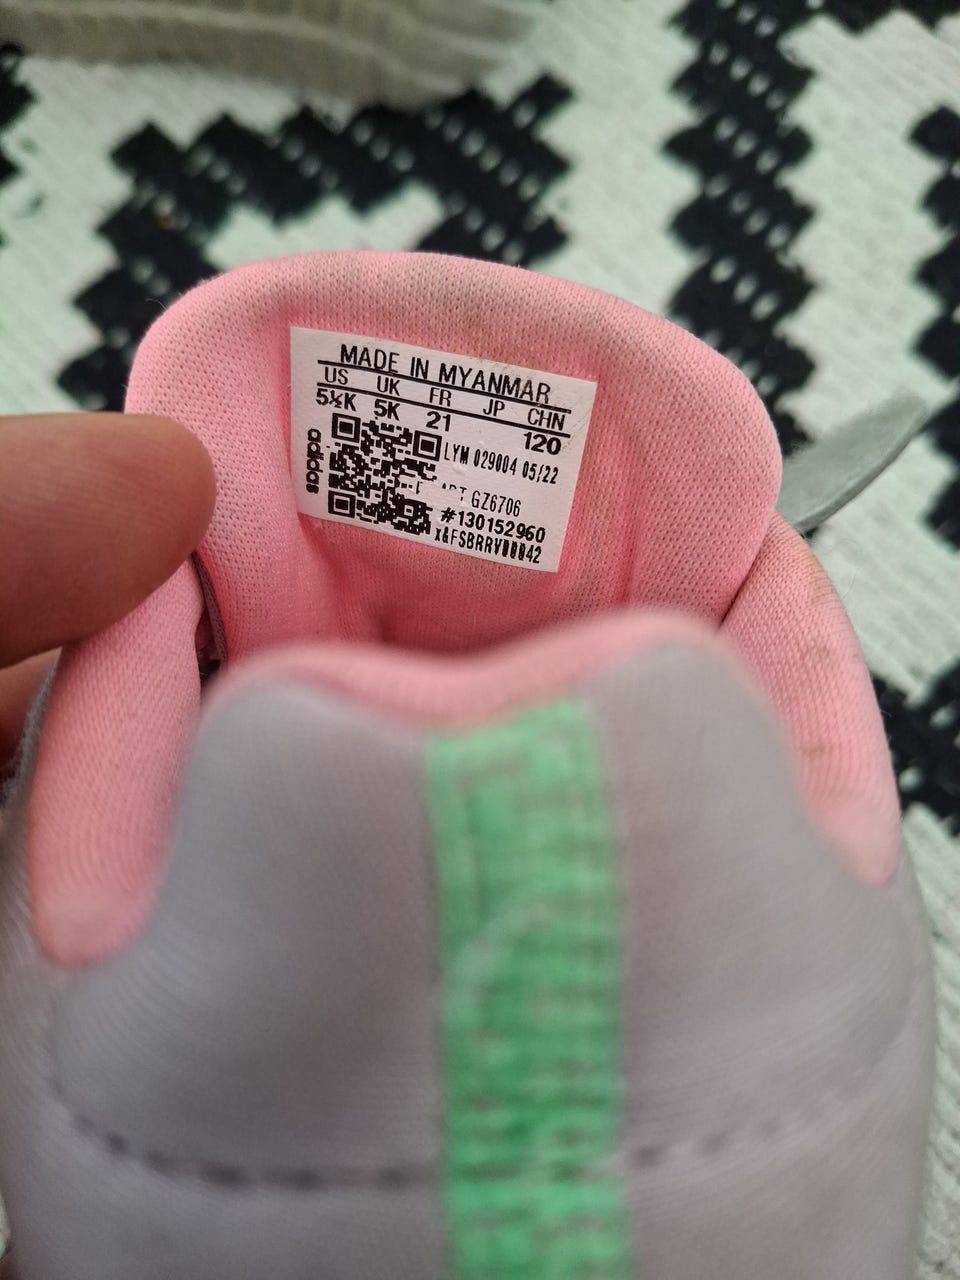 MADE IN MYANMAR
US UK FR JP CHN
5½K 5K 21 120
adidas
LYM 029004 05/22
GZ6706
#130152960